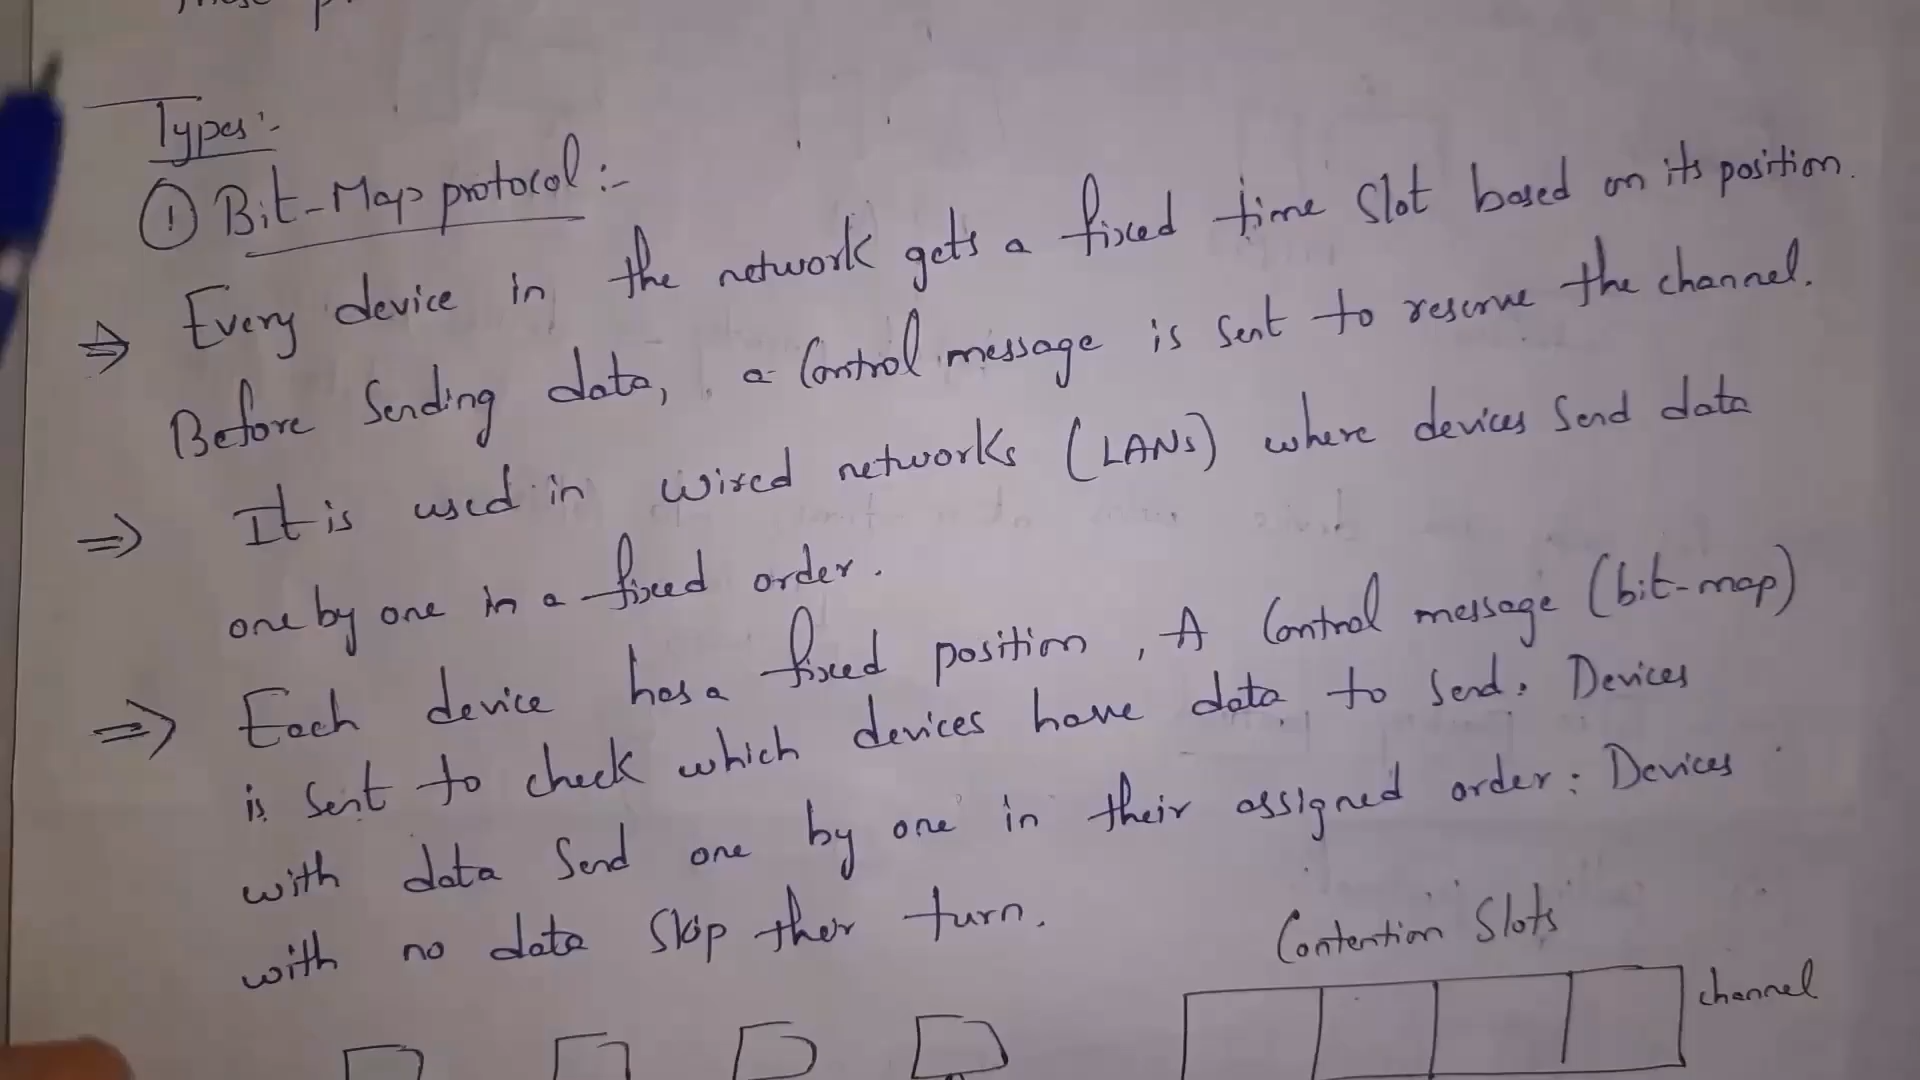 Types:-
① Bit-Map protocol:-
⇒ Every device in the network gets a fixed time slot based on its position.
Before sending data, a control message is sent to reserve the channel.
⇒ It is used in wired networks (LANs) where devices send data
one by one in a fixed order.
⇒ Each device has a fixed position, A control message (bit-map)
is sent to check which devices have data to send. Devices
with data send one by one in their assigned order; Devices
with no data skip their turn.
Contention Slots
channel